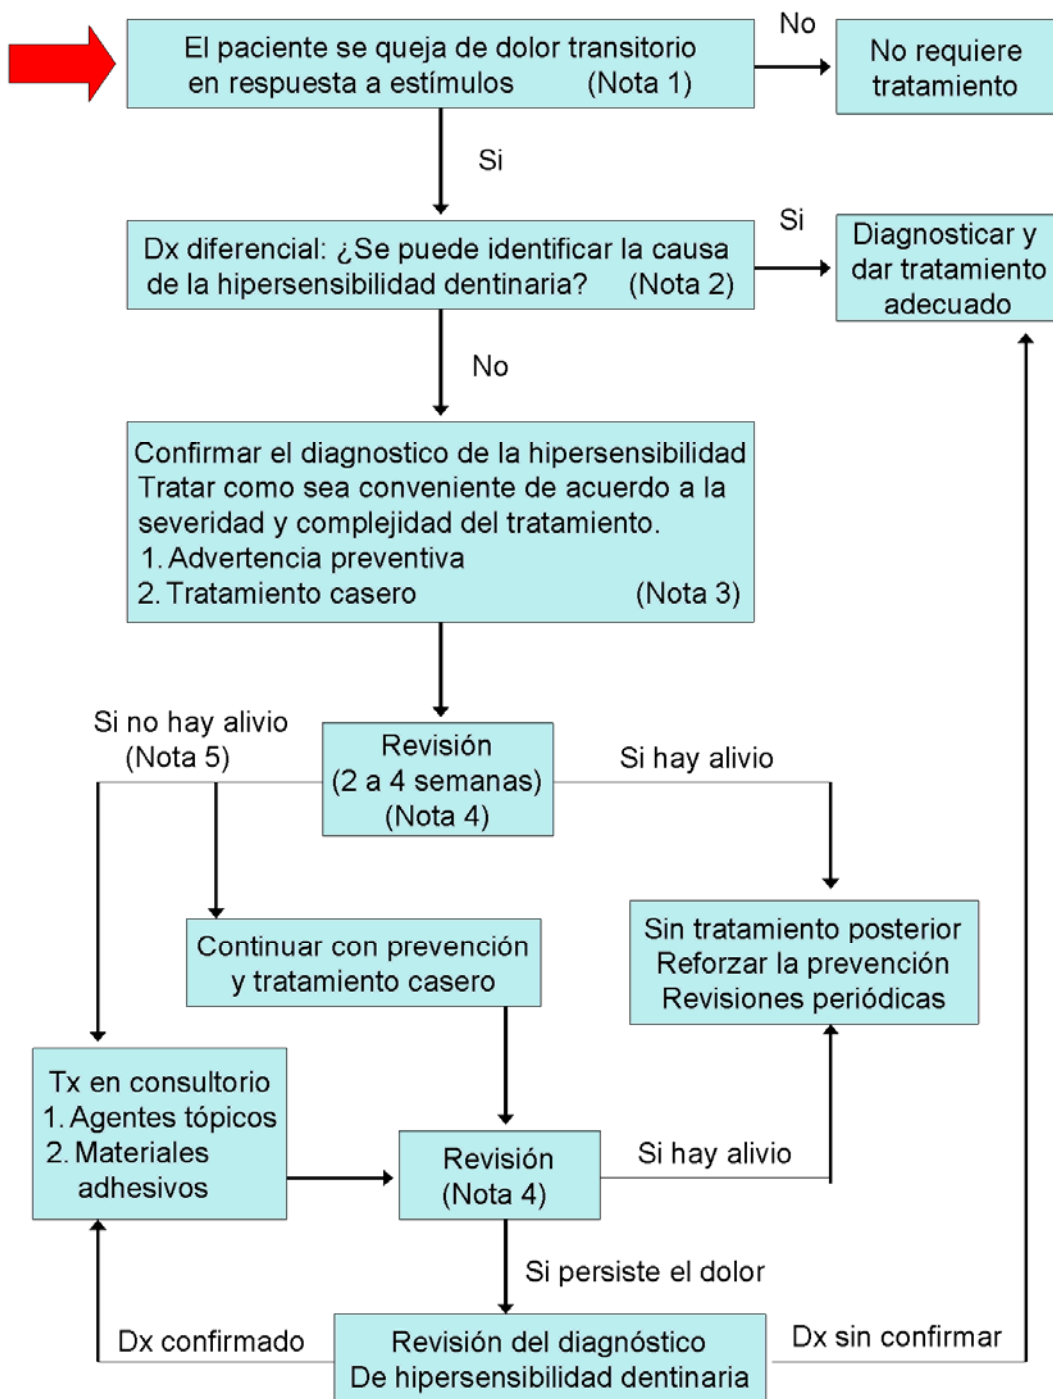 El paciente se queja de dolor transitorio
en respuesta a estímulos (Nota 1)
No
No requiere
tratamiento
Si
Dx diferencial: ¿Se puede identificar la causa
de la hipersensibilidad dentinaria? (Nota 2)
Si
Diagnosticar y
dar tratamiento
adecuado
No
Confirmar el diagnostico de la hipersensibilidad
Tratar como sea conveniente de acuerdo a la
severidad y complejidad del tratamiento.
1. Advertencia preventiva
2. Tratamiento casero (Nota 3)
Si no hay alivio
(Nota 5)
Revisión
(2 a 4 semanas)
(Nota 4)
Si hay alivio
Continuar con prevención
y tratamiento casero
Sin tratamiento posterior
Reforzar la prevención
Revisiones periódicas
Tx en consultorio
1. Agentes tópicos
2. Materiales
adhesivos
Revisión
(Nota 4)
Si hay alivio
Si persiste el dolor
Dx confirmado
Revisión del diagnóstico
De hipersensibilidad dentinaria
Dx sin confirmar